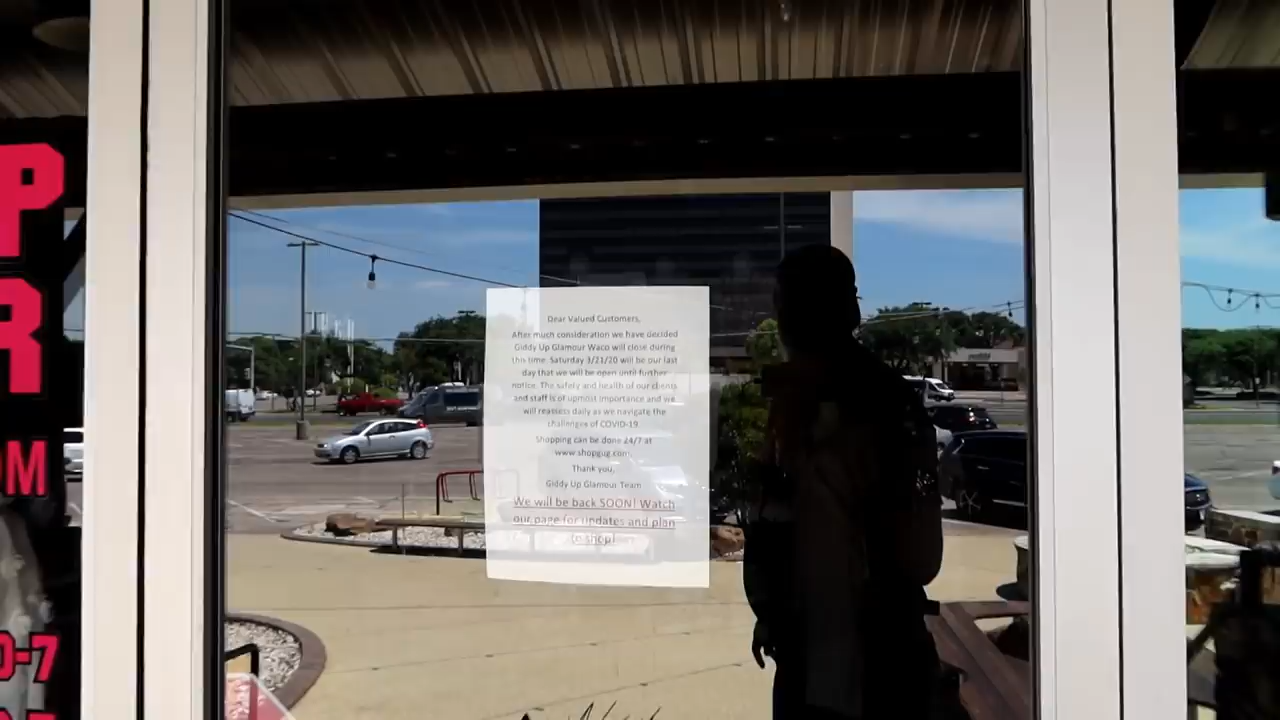 P
R
OM
0-7
Dear Valued Customers,
After much consideration we have decided
Giddy Up Glamour Waco will close during
this time. Saturday 3/21/20 will be our last
day that we will be open until further
notice. The safety and health of our clients
and staff is of upmost importance and we
will reassess daily as we navigate the
challenges of COVID-19.
Shopping can be done 24/7 at
www.shopgug.com.
Thank you,
Giddy Up Glamour Team
We will be back SOON! Watch
our page for updates and plan
to shop!